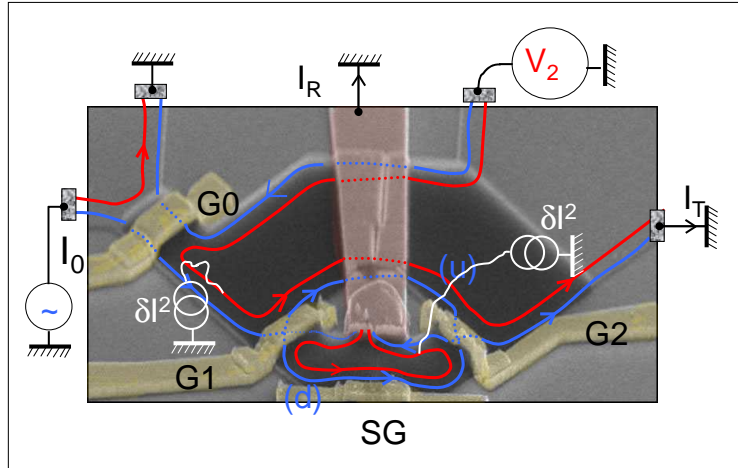 I_R
V_2
G0
I_T
δI²
(u)
I_0
δI²
~
G2
G1
(d)
SG